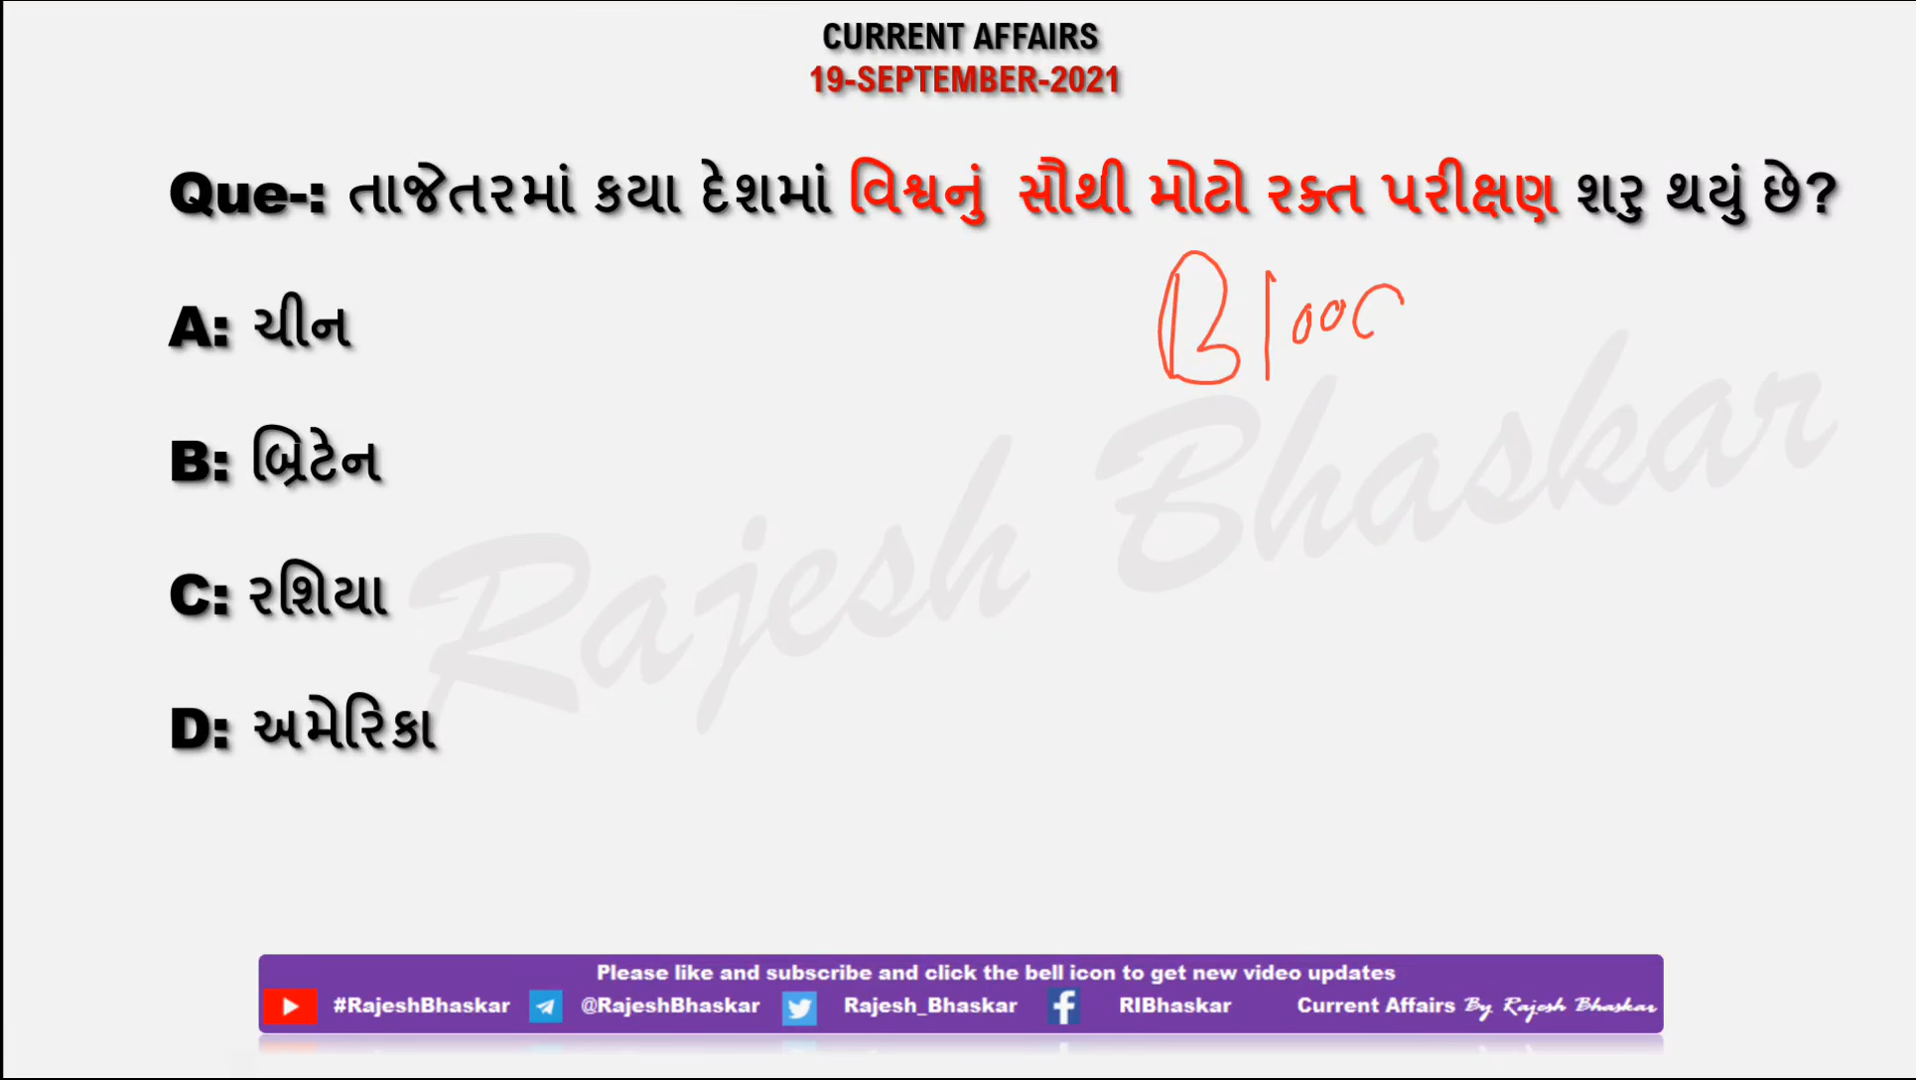 CURRENT AFFAIRS
19-SEPTEMBER-2021
Que-: તાજેતરમાં કયા દેશમાં વિશ્વનું સૌથી મોટો રક્ત પરીક્ષણ શરુ થયું છે?
Blood
A: ચીન
B: બ્રિટેન
C: રશિયા
D: અમેરિકા
Rajesh Bhaskar
Please like and subscribe and click the bell icon to get new video updates
#RajeshBhaskar @RajeshBhaskar Rajesh_Bhaskar RIBhaskar Current Affairs By Rajesh Bhaskar